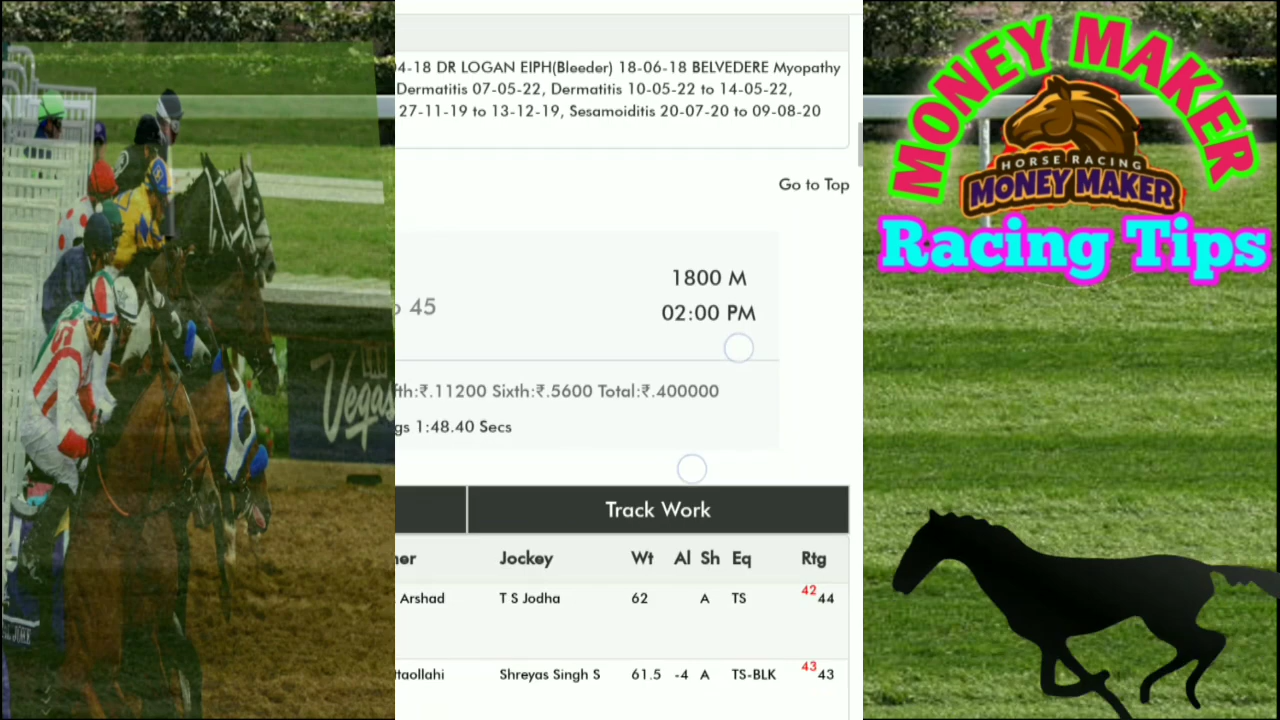 04-18 DR LOGAN EIPH(Bleeder) 18-06-18 BELVEDERE Myopathy
Dermatitis 07-05-22, Dermatitis 10-05-22 to 14-05-22,
27-11-19 to 13-12-19, Sesamoiditis 20-07-20 to 09-08-20
Go to Top
1800 M
45
02:00 PM
fth:₹.11200 Sixth:₹.5600 Total:₹.400000
gs 1:48.40 Secs
Track Work
er Jockey Wt Al Sh Eq Rtg
Arshad T S Jodha 62 A TS 42 44
ttaollahi Shreyas Singh S 61.5 -4 A TS-BLK 43 43
MONEY MAKER
HORSE RACING
MONEY MAKER
Racing Tips
Vegas